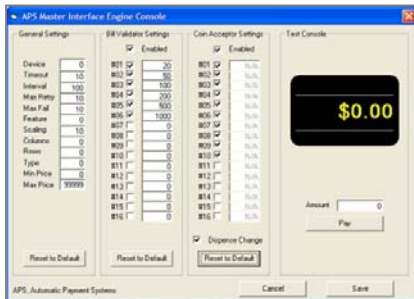 APS Master Interface Engine Console
General Settings
Device 0
Timeout 10
Interval 100
Max Retry 10
Max Fail 10
Feature 0
Scaling 10
Columns 0
Rows 0
Type 0
Min Price 0
Max Price 99999
Reset to Default
Bill Validator Settings
Enabled
#01 20
#02 50
#03 100
#04 200
#05 500
#06 1000
#07 0
#08 0
#09 0
#10 0
#11 0
#12 0
#13 0
#14 0
#15 0
#16 0
Reset to Default
Coin Acceptor Settings
Enabled
#01 N/A
#02 N/A
#03 N/A
#04 N/A
#05 N/A
#06 N/A
#07 N/A
#08 N/A
#09 N/A
#10 N/A
#11 N/A
#12 N/A
#13 N/A
#14 N/A
#15 N/A
#16 N/A
Dispence Change
Reset to Default
Test Console
$0.00
Amount 0
Pay
APS, Automatic Payment Systems
Cancel
Save